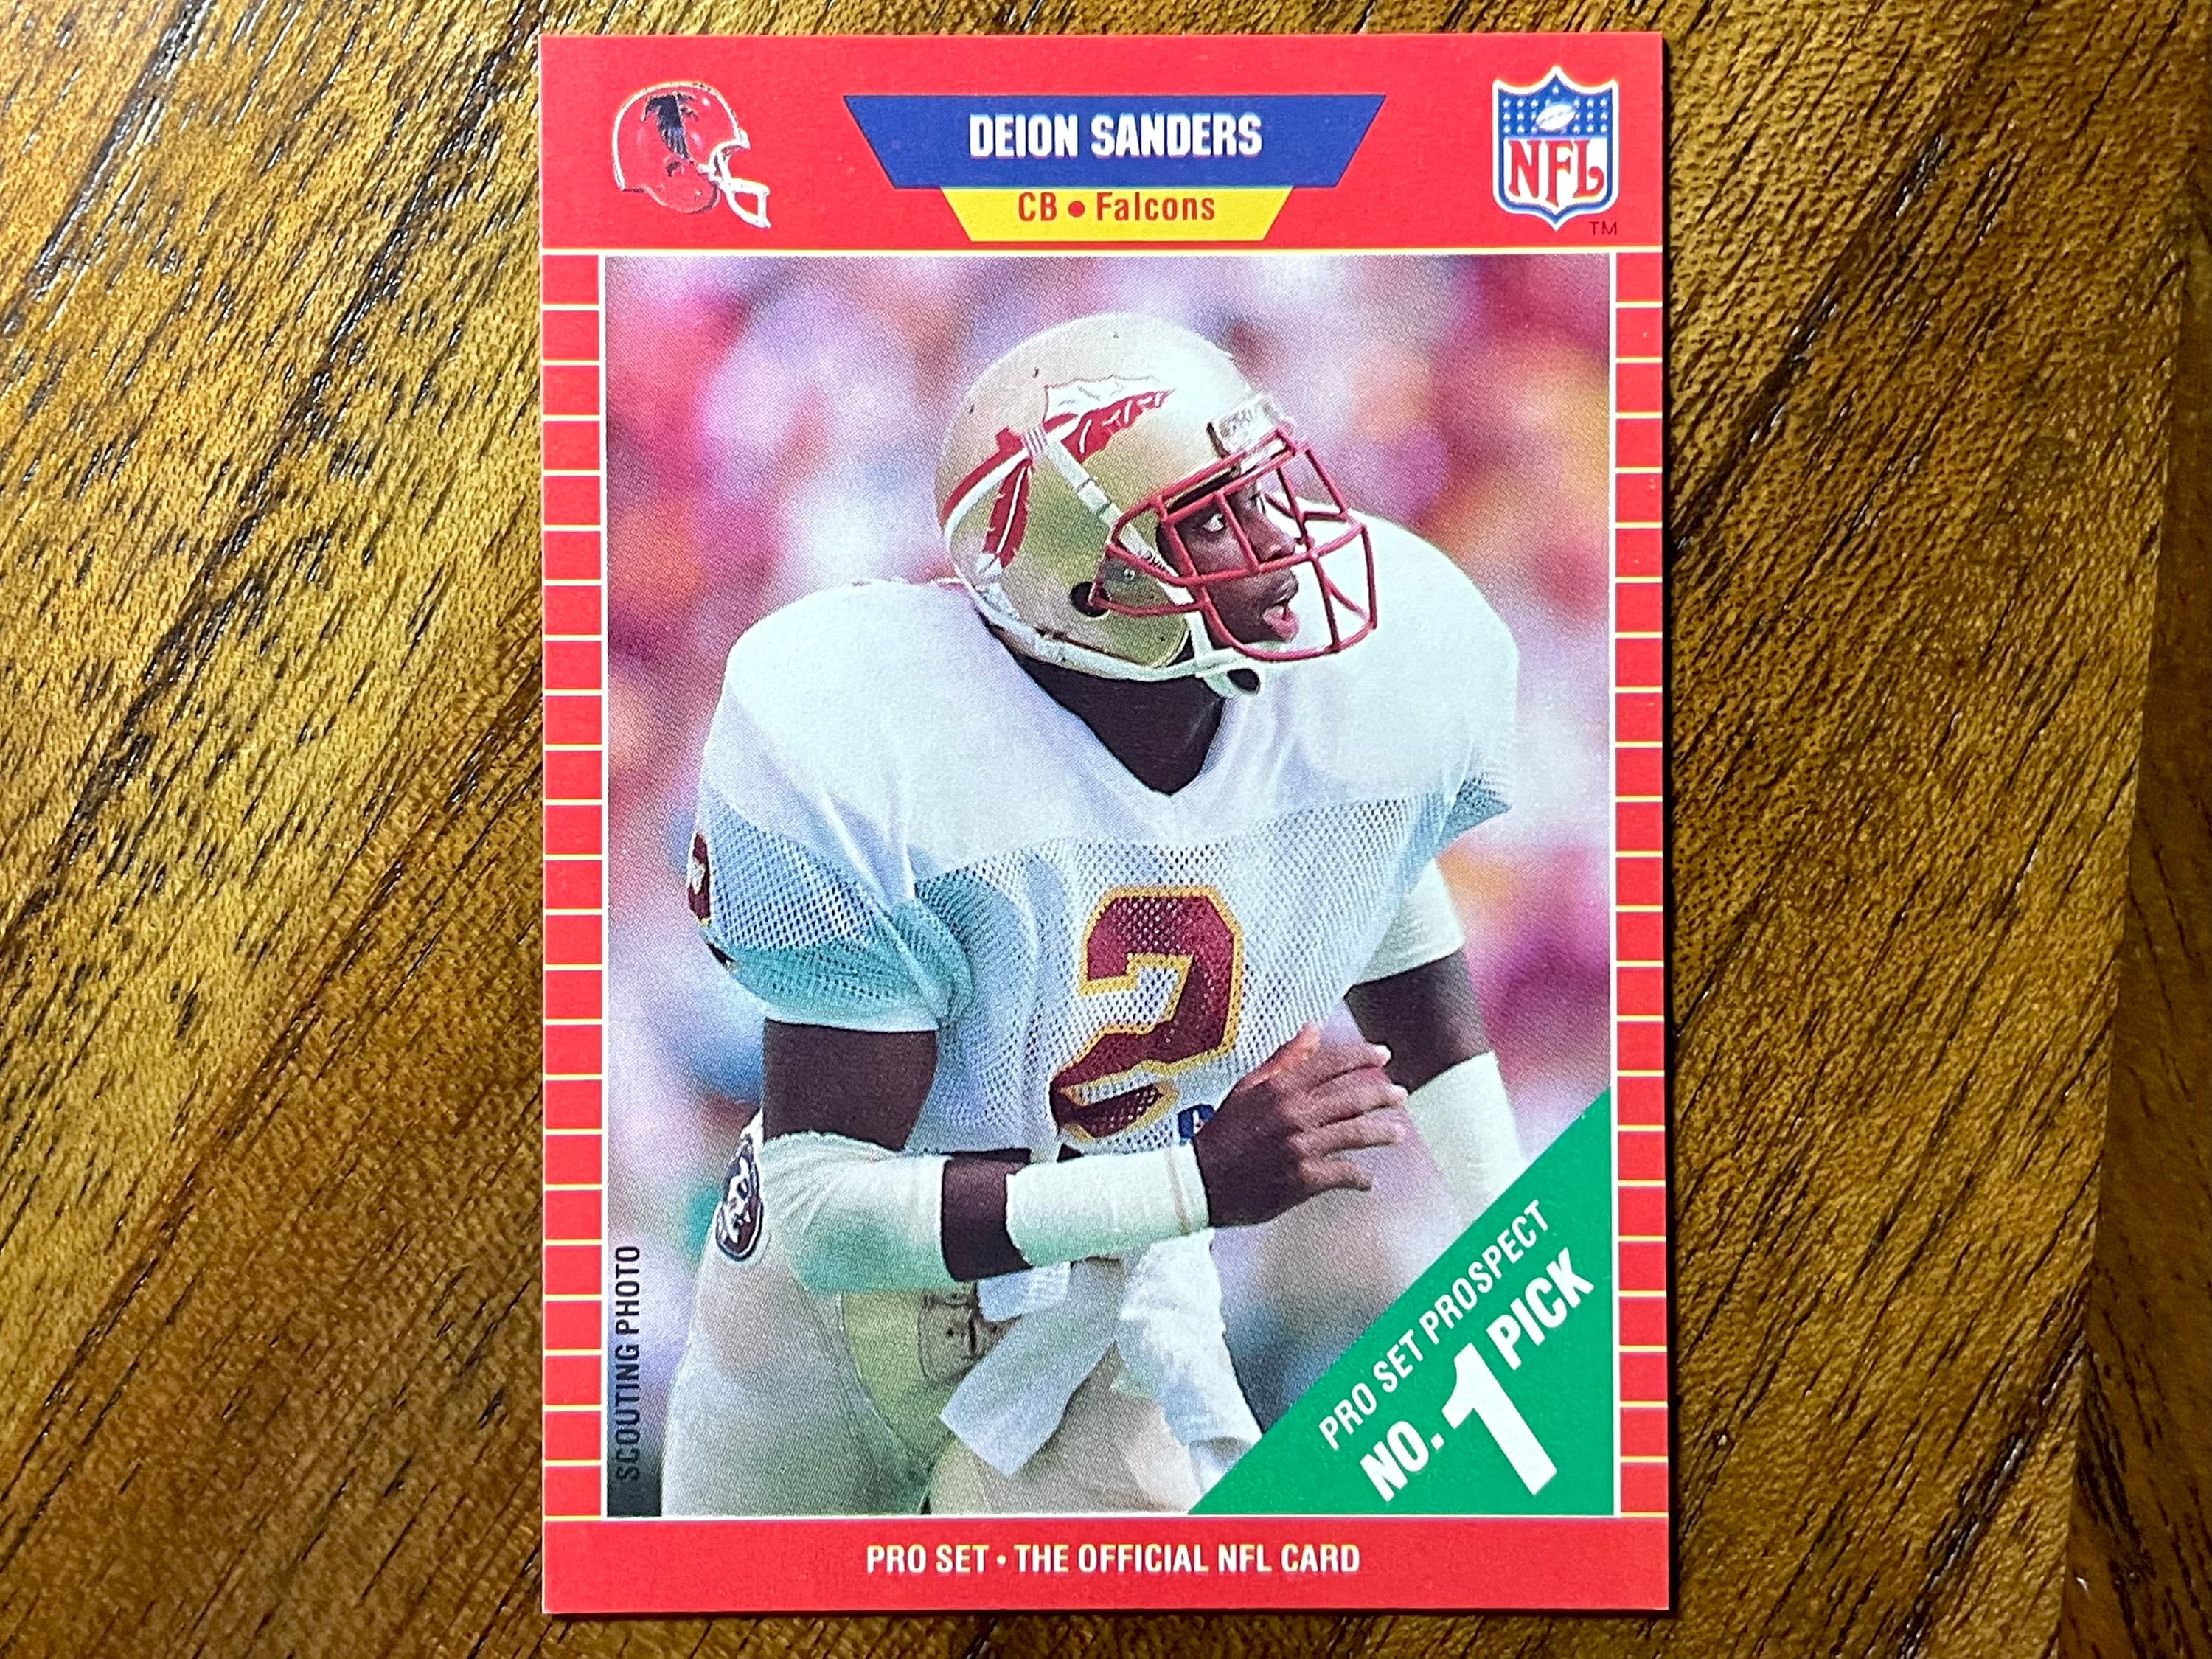 DEION SANDERS
CB • Falcons
NFL
TM
2
SCOUTING PHOTO
PRO SET PROSPECT
NO. 1 PICK
PRO SET • THE OFFICIAL NFL CARD